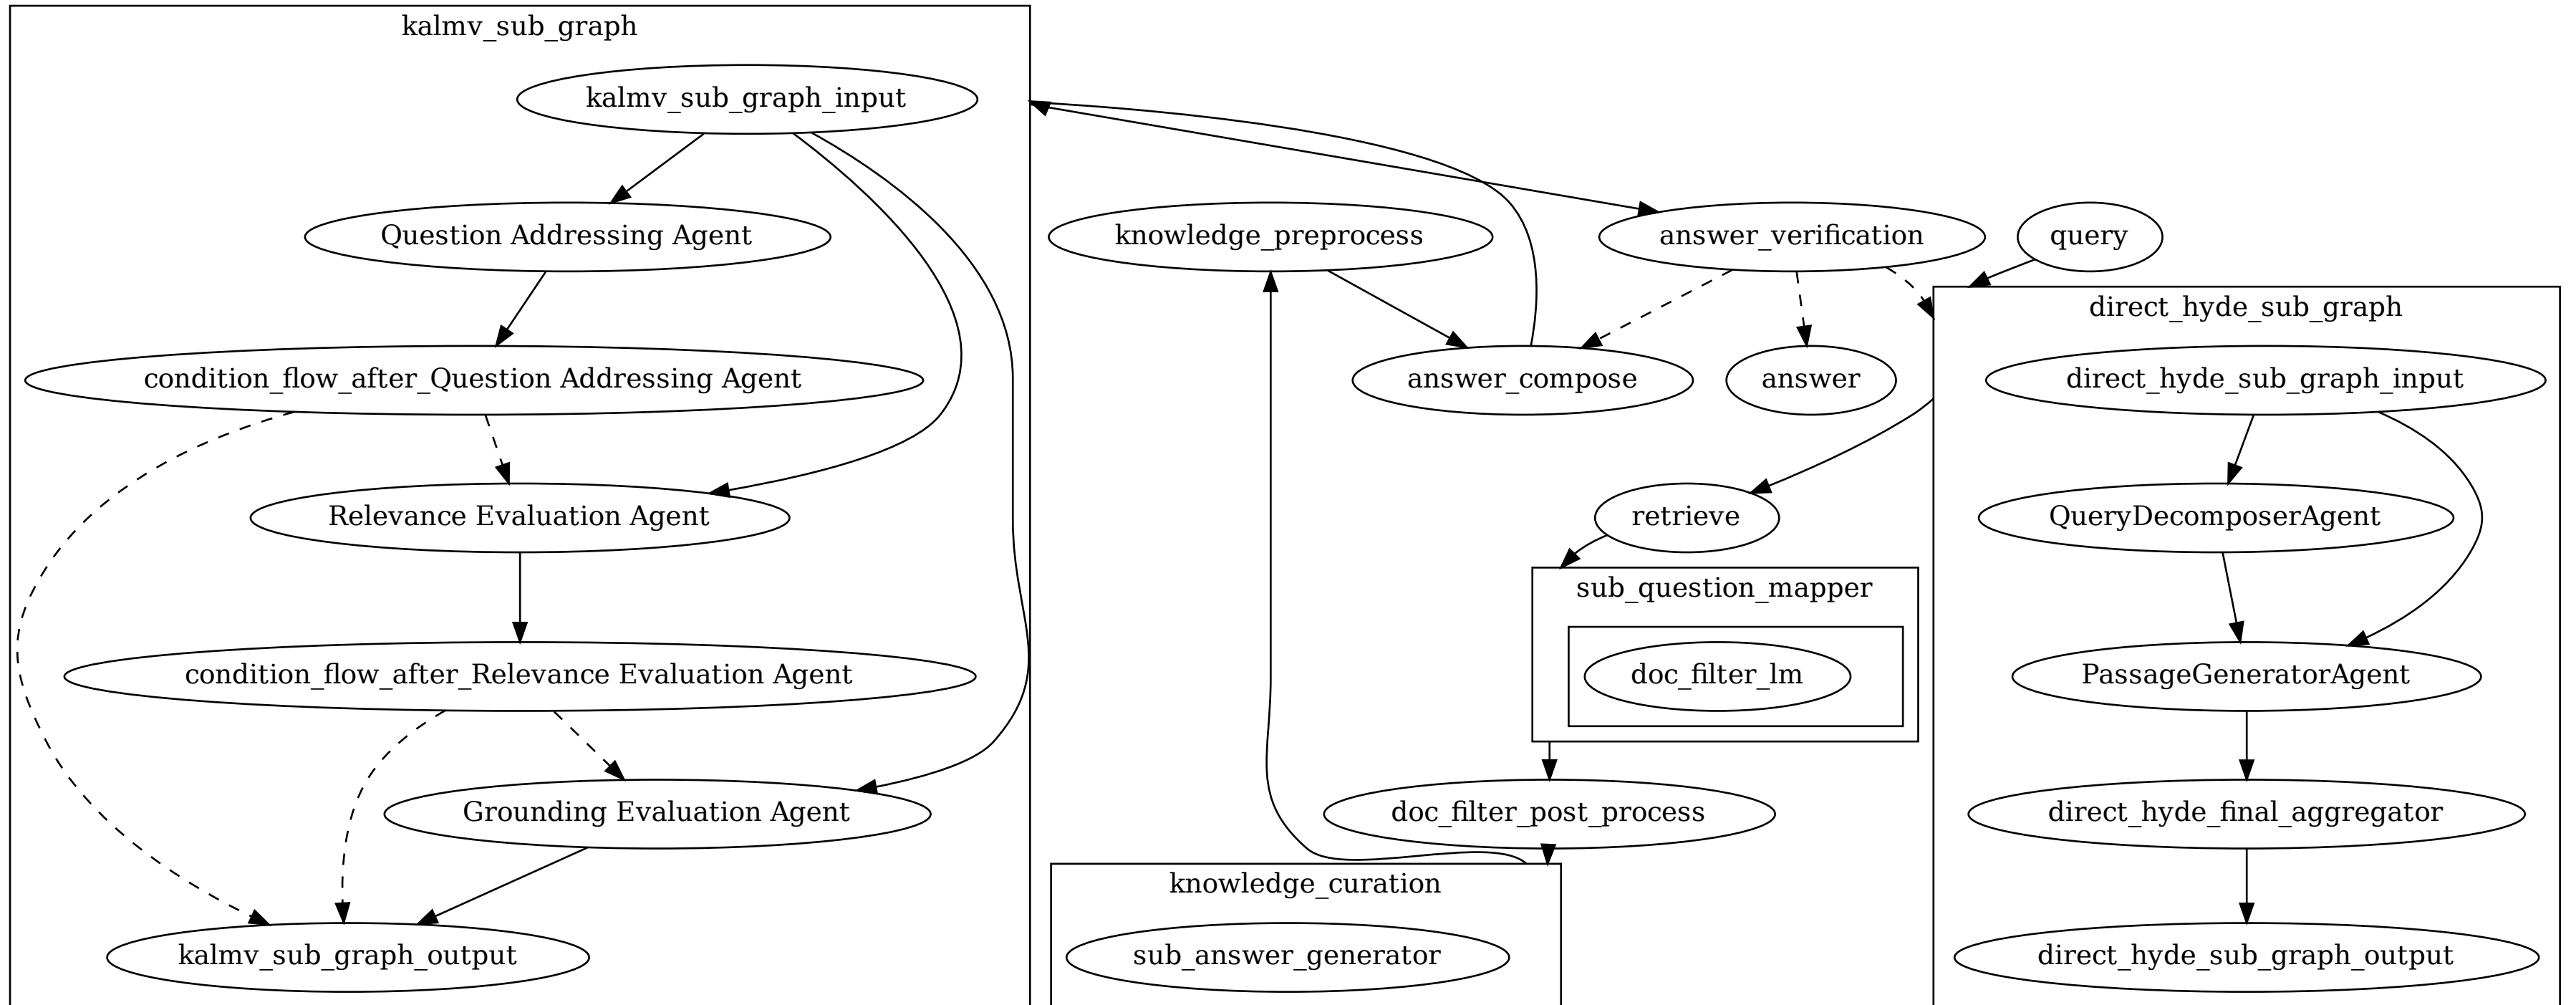 kalmv_sub_graph
kalmv_sub_graph_input
Question Addressing Agent
condition_flow_after_Question Addressing Agent
Relevance Evaluation Agent
condition_flow_after_Relevance Evaluation Agent
Grounding Evaluation Agent
kalmv_sub_graph_output
knowledge_preprocess
answer_verification
query
answer_compose
answer
retrieve
sub_question_mapper
doc_filter_lm
doc_filter_post_process
knowledge_curation
sub_answer_generator
direct_hyde_sub_graph
direct_hyde_sub_graph_input
QueryDecomposerAgent
PassageGeneratorAgent
direct_hyde_final_aggregator
direct_hyde_sub_graph_output